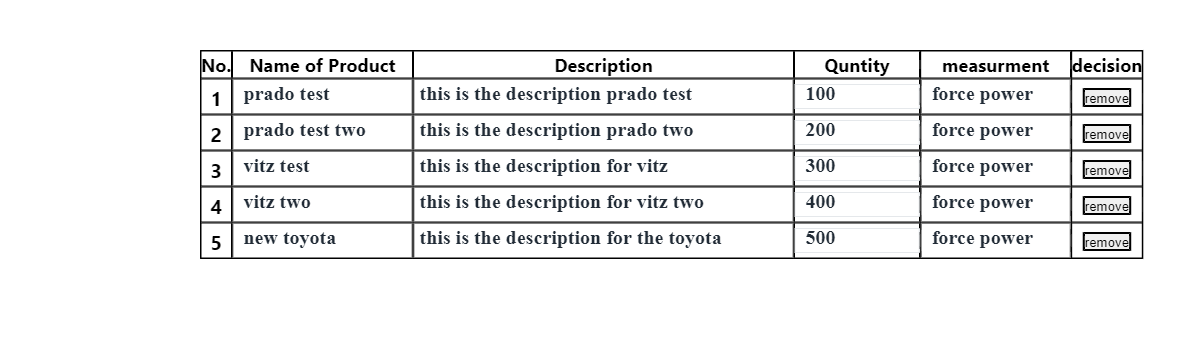 No. Name of Product Description Quntity measurment decision
1 prado test this is the description prado test 100 force power remove
2 prado test two this is the description prado two 200 force power remove
3 vitz test this is the description for vitz 300 force power remove
4 vitz two this is the description for vitz two 400 force power remove
5 new toyota this is the description for the toyota 500 force power remove